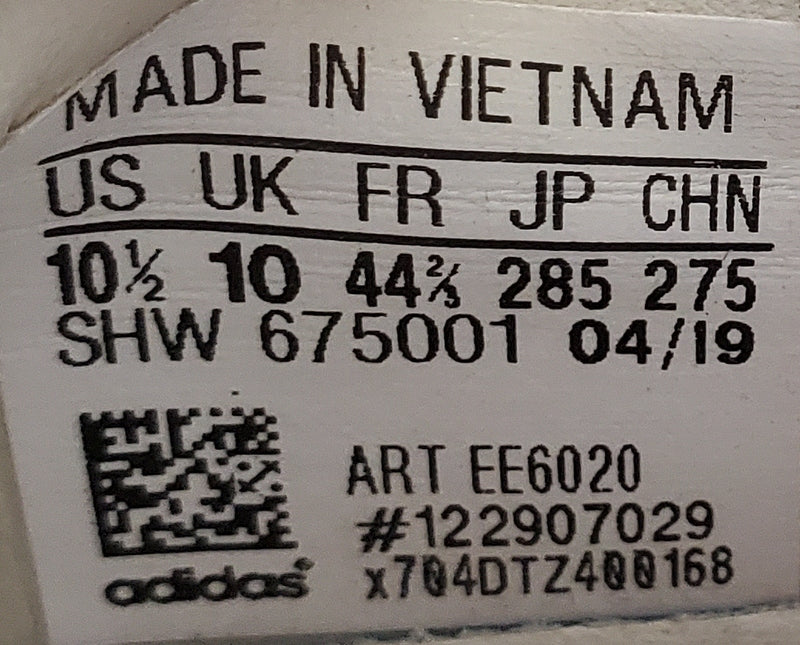 MADE IN VIETNAM
US UK FR JP CHN
10½ 10 44⅔ 285 275
SHW 675001 04/19
ART EE6020
#122907029
x704DTZ400168
adidas